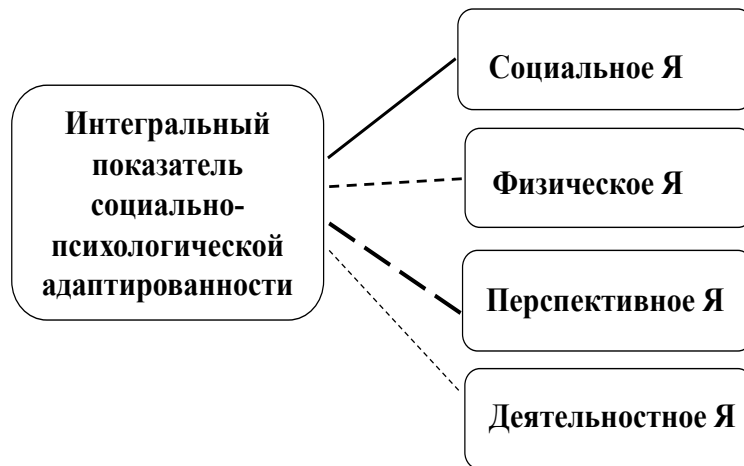 Интегральный
показатель
социально-
психологической
адаптированности
Социальное Я
Физическое Я
Перспективное Я
Деятельностное Я